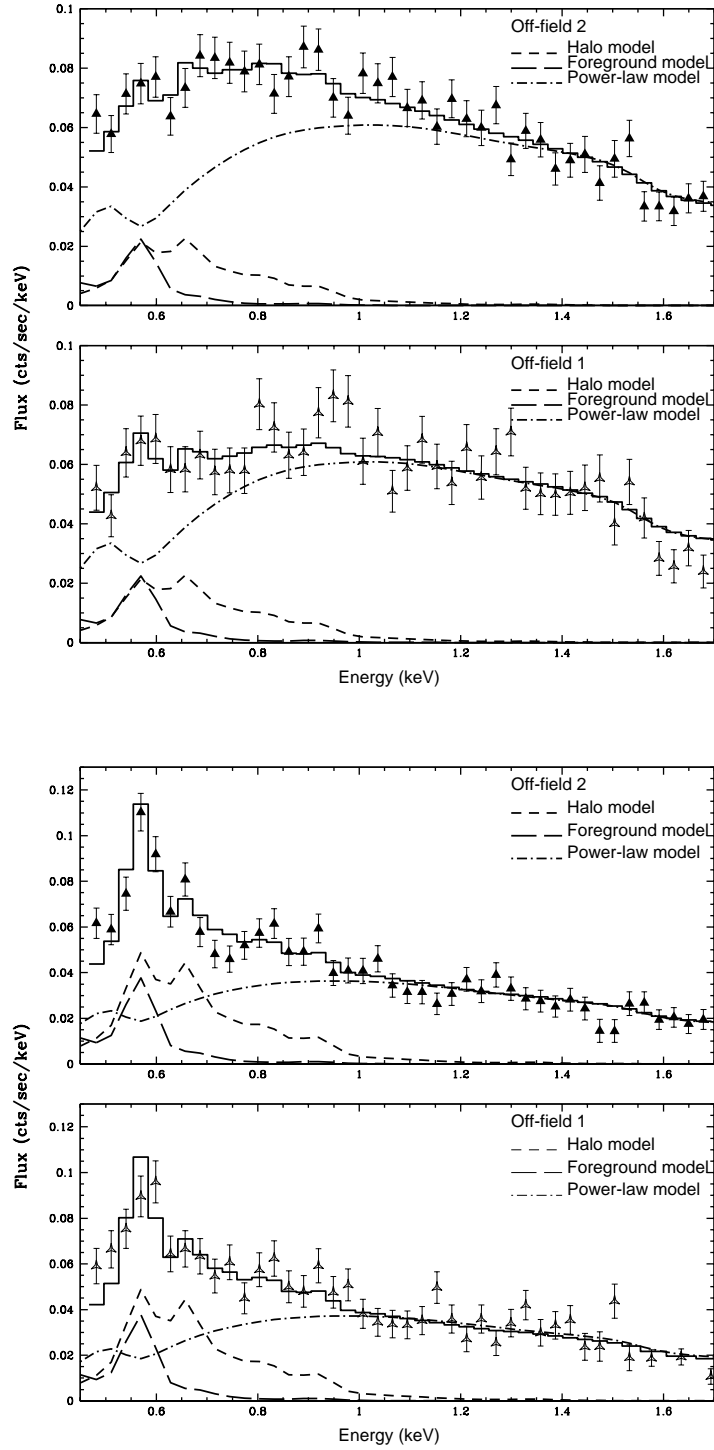 Off-field 2
Halo model
Foreground model
Power-law model
0.1
0.08
0.06
0.04
0.02
0
0.6
0.8
1
1.2
1.4
1.6
Flux (cts/sec/keV)
Off-field 1
Halo model
Foreground model
Power-law model
0.1
0.08
0.06
0.04
0.02
0
0.6
0.8
1
1.2
1.4
1.6
Energy (keV)
Off-field 2
Halo model
Foreground model
Power-law model
0.12
0.1
0.08
0.06
0.04
0.02
0
0.6
0.8
1
1.2
1.4
1.6
Flux (cts/sec/keV)
Off-field 1
Halo model
Foreground model
Power-law model
0.12
0.1
0.08
0.06
0.04
0.02
0
0.6
0.8
1
1.2
1.4
1.6
Energy (keV)